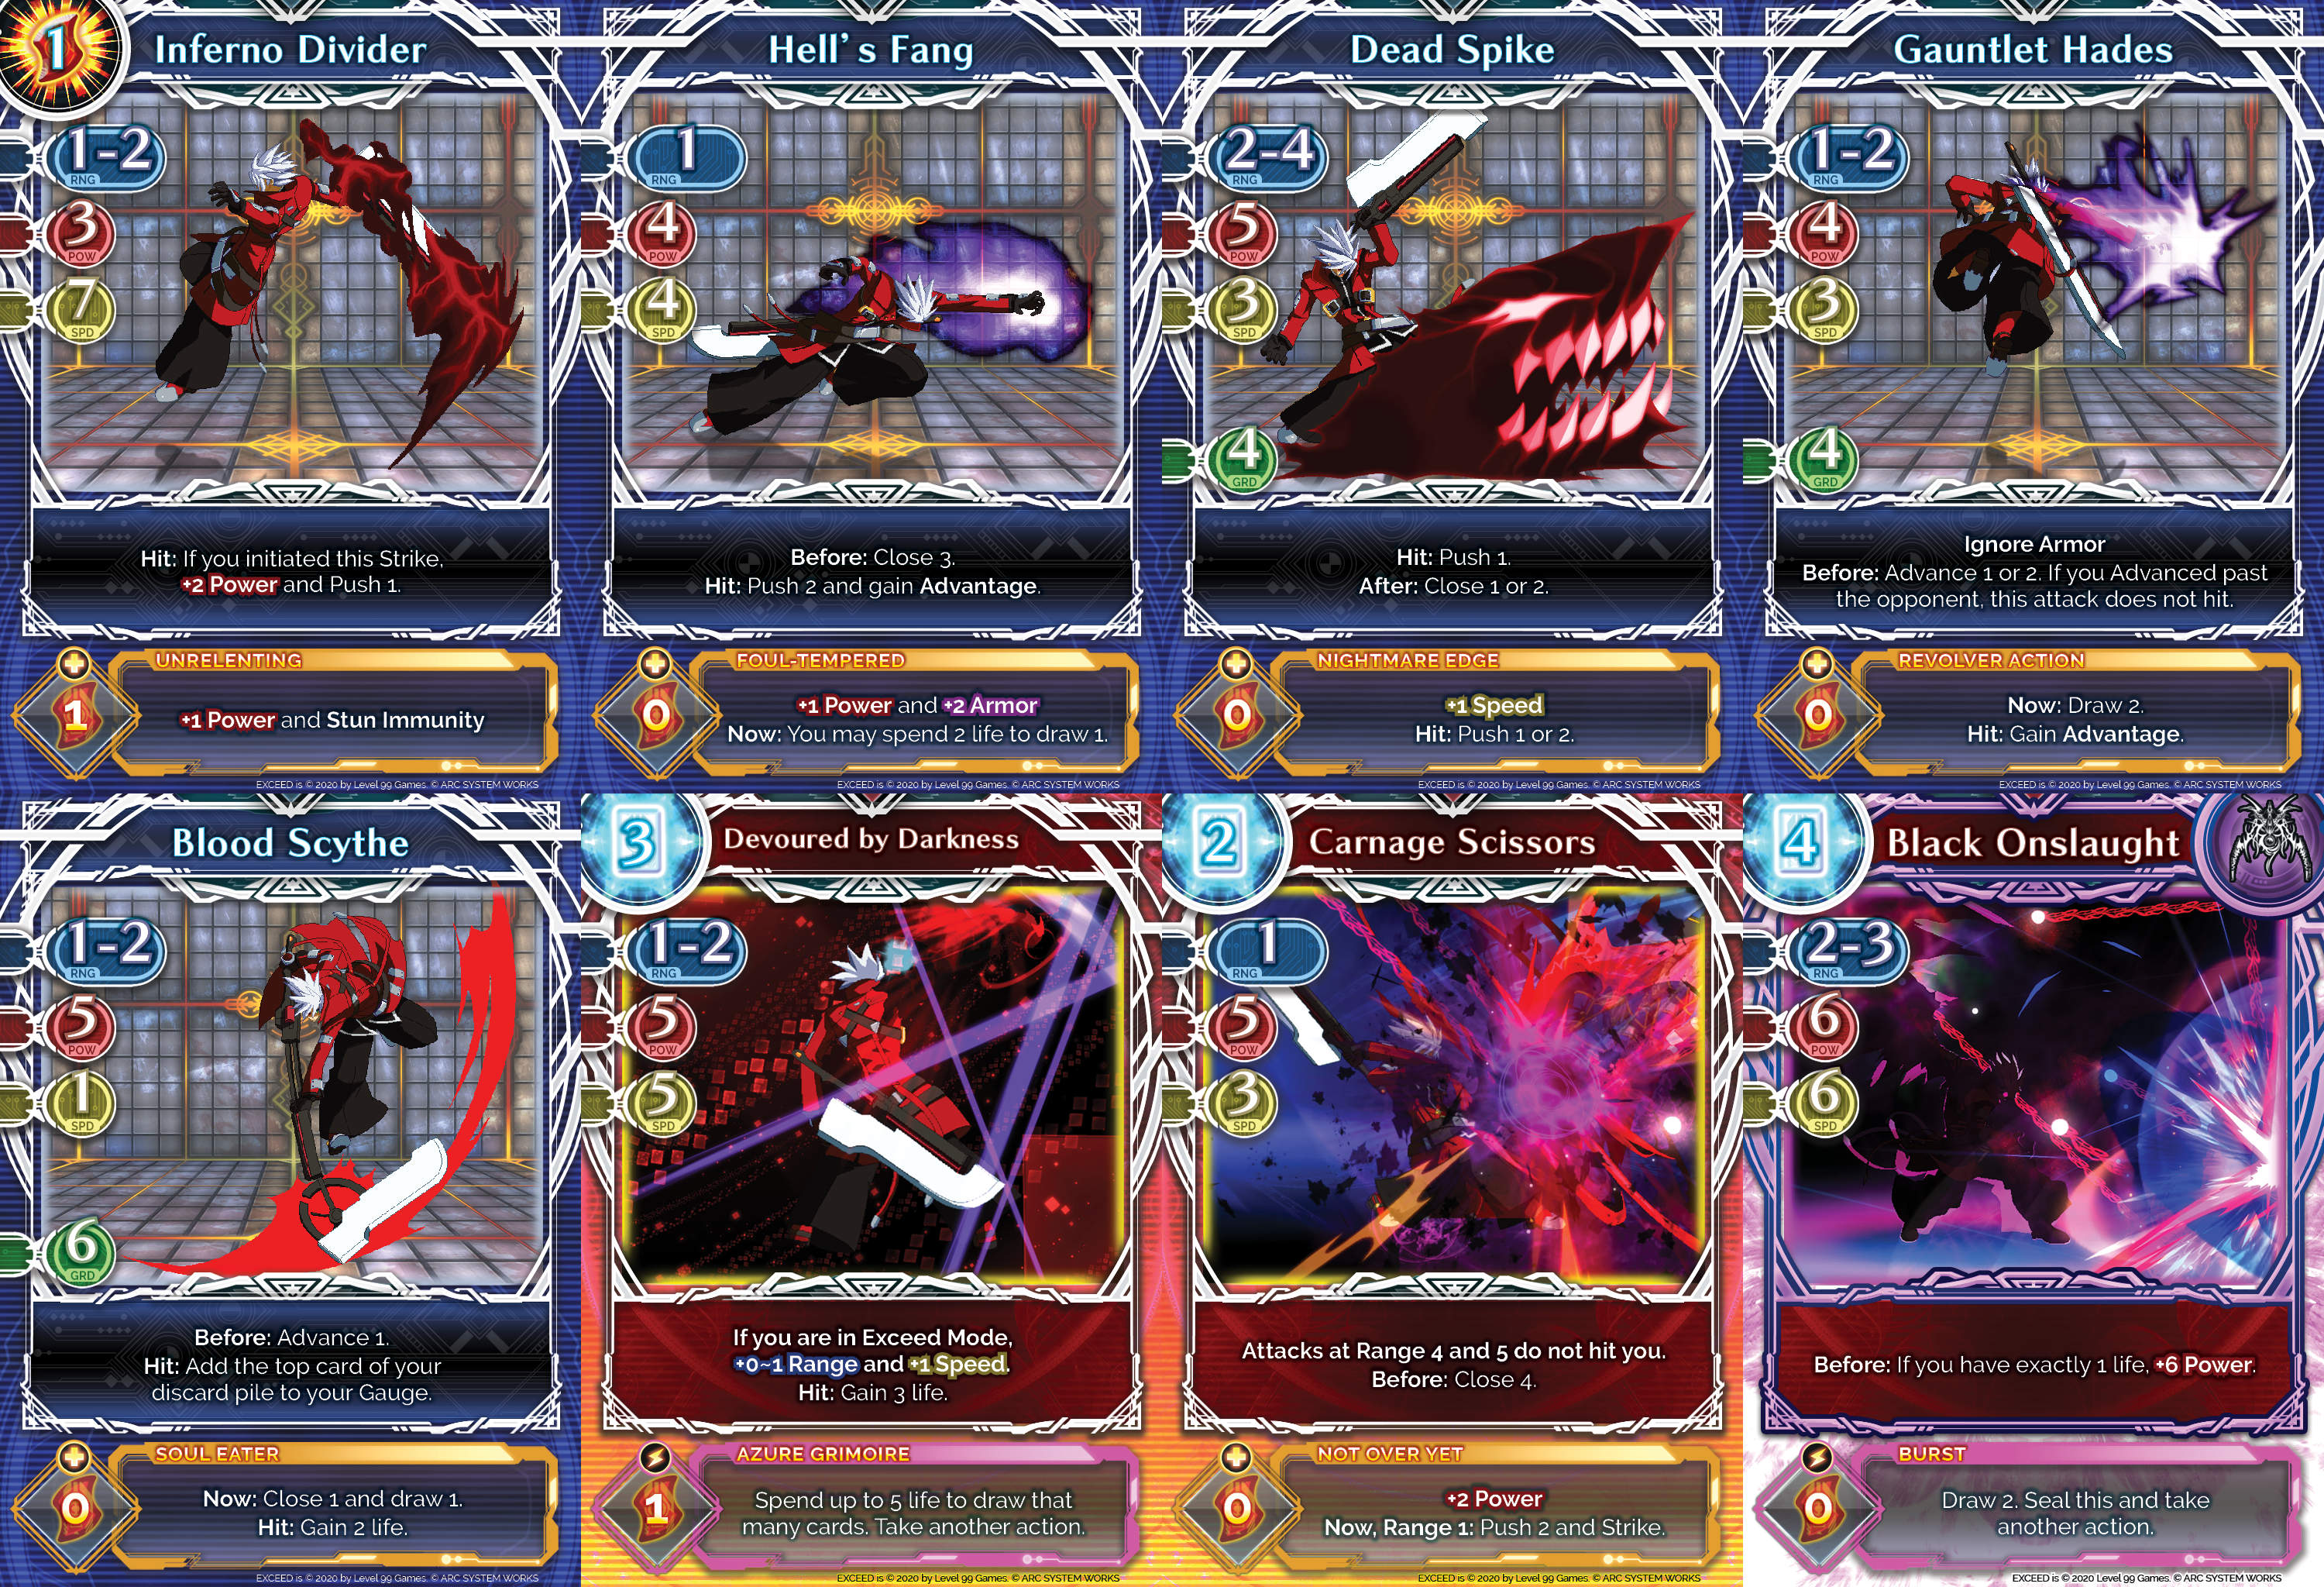 1
Inferno Divider
1-2
RNG
3
POW
7
SPD
Hit: If you initiated this Strike,
+2 Power and Push 1.
UNRELENTING
1
+1 Power and Stun Immunity
EXCEED is © 2020 by Level 99 Games. © ARC SYSTEM WORKS
Hell's Fang
1
RNG
4
POW
4
SPD
Before: Close 3.
Hit: Push 2 and gain Advantage.
FOUL-TEMPERED
0
+1 Power and +2 Armor
Now: You may spend 2 life to draw 1.
EXCEED is © 2020 by Level 99 Games. © ARC SYSTEM WORKS
Dead Spike
2-4
RNG
5
POW
3
SPD
4
GRD
Hit: Push 1.
After: Close 1 or 2.
NIGHTMARE EDGE
0
+1 Speed
Hit: Push 1 or 2.
EXCEED is © 2020 by Level 99 Games. © ARC SYSTEM WORKS
Gauntlet Hades
1-2
RNG
4
POW
3
SPD
4
GRD
Ignore Armor
Before: Advance 1 or 2. If you Advanced past
the opponent, this attack does not hit.
REVOLVER ACTION
0
Now: Draw 2.
Hit: Gain Advantage.
EXCEED is © 2020 by Level 99 Games. © ARC SYSTEM WORKS
Blood Scythe
1-2
RNG
5
POW
1
SPD
6
GRD
Before: Advance 1.
Hit: Add the top card of your
discard pile to your Gauge.
SOUL EATER
0
Now: Close 1 and draw 1.
Hit: Gain 2 life.
EXCEED is © 2020 by Level 99 Games. © ARC SYSTEM WORKS
3
Devoured by Darkness
1-2
RNG
5
POW
5
SPD
If you are in Exceed Mode,
+0~1 Range and +1 Speed.
Hit: Gain 3 life.
AZURE GRIMOIRE
1
Spend up to 5 life to draw that
many cards. Take another action.
EXCEED is © 2020 by Level 99 Games. © ARC SYSTEM WORKS
2
Carnage Scissors
1
RNG
5
POW
3
SPD
Attacks at Range 4 and 5 do not hit you.
Before: Close 4.
NOT OVER YET
0
+2 Power
Now, Range 1: Push 2 and Strike.
EXCEED is © 2020 by Level 99 Games. © ARC SYSTEM WORKS
4
Black Onslaught
2-3
RNG
6
POW
6
SPD
Before: If you have exactly 1 life, +6 Power.
BURST
0
Draw 2. Seal this and take
another action.
EXCEED is © 2020 by Level 99 Games. © ARC SYSTEM WORKS